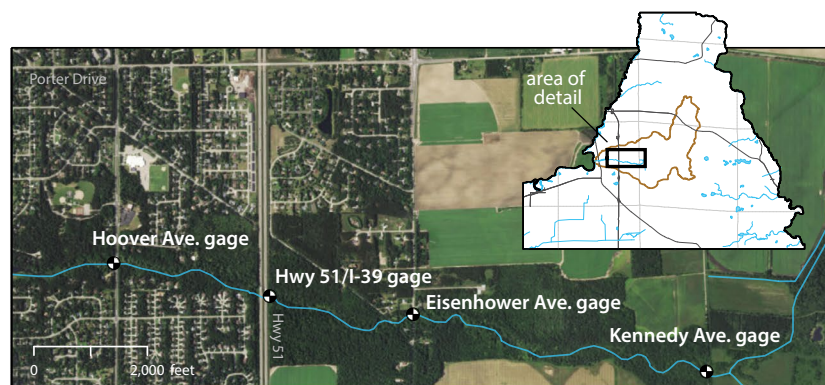 Porter Drive
area of
detail
Hoover Ave. gage
Hwy 51/I-39 gage
Eisenhower Ave. gage
Kennedy Ave. gage
Hwy 51
0
2,000 feet